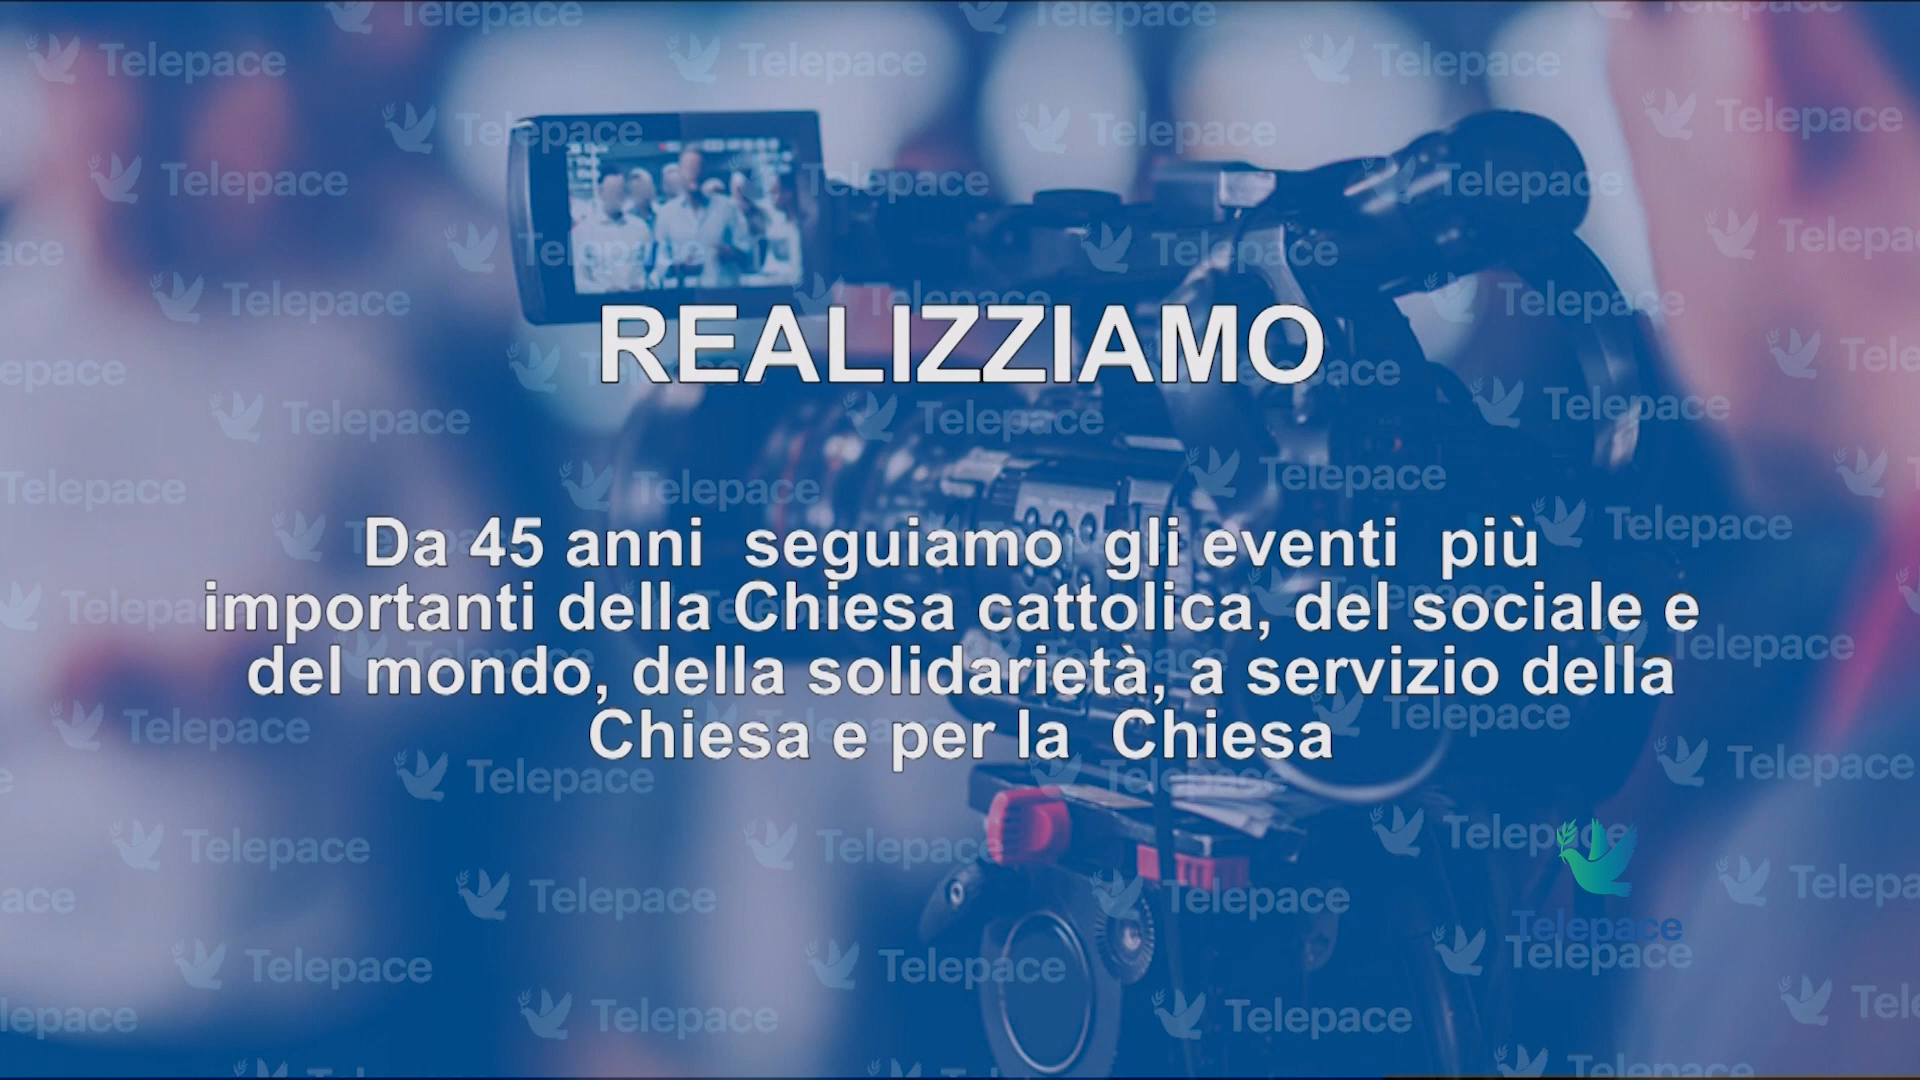 REALIZZIAMO
Da 45 anni seguiamo gli eventi più
importanti della Chiesa cattolica, del sociale e
del mondo, della solidarietà, a servizio della
Chiesa e per la Chiesa
Telepace